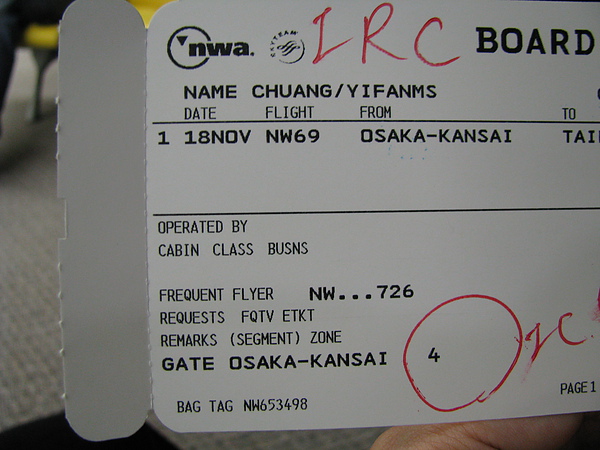 nwa. SKYTEAM IRC BOARD
NAME CHUANG/YIFANMS
DATE FLIGHT FROM TO
1 18NOV NW69 OSAKA-KANSAI TAI
OPERATED BY
CABIN CLASS BUSNS
FREQUENT FLYER NW...726
REQUESTS FQTV ETKT
REMARKS (SEGMENT) ZONE
GATE OSAKA-KANSAI 4
BAG TAG NW653498 PAGE1